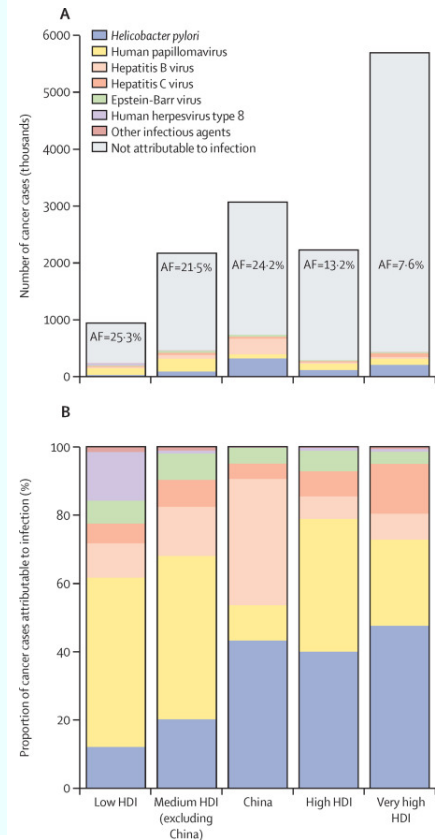 A
6000
5000
4000
3000
2000
1000
0
Number of cancer cases (thousands)
Helicobacter pylori
Human papillomavirus
Hepatitis B virus
Hepatitis C virus
Epstein-Barr virus
Human herpesvirus type 8
Other infectious agents
Not attributable to infection
AF=25·3%
AF=21·5%
AF=24·2%
AF=13·2%
AF=7·6%
B
100
80
60
40
20
0
Proportion of cancer cases attributable to infection (%)
Low HDI
Medium HDI
(excluding
China)
China
High HDI
Very high
HDI